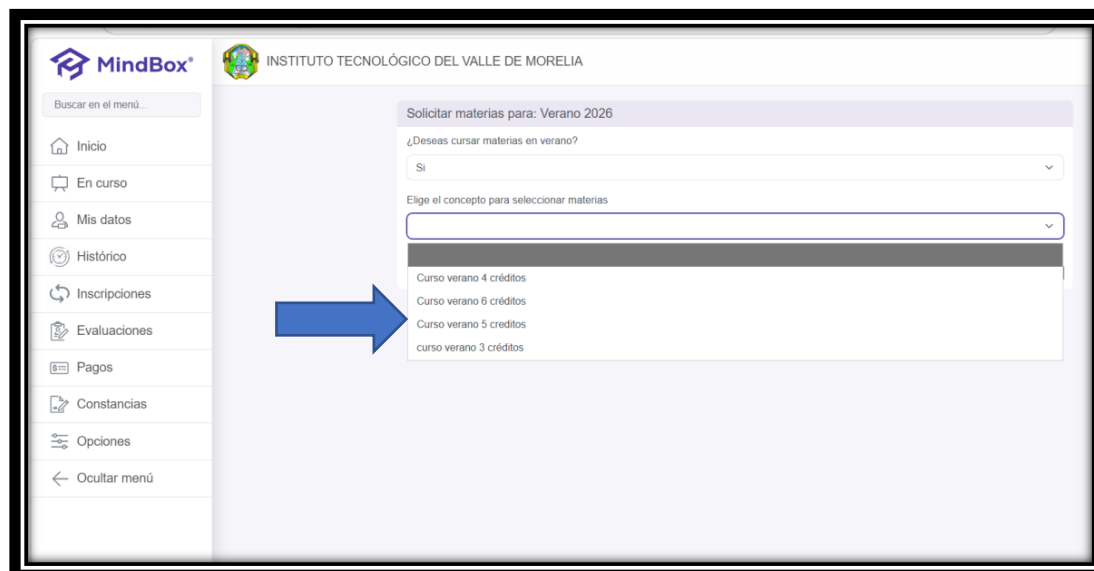 MindBox®
INSTITUTO TECNOLÓGICO DEL VALLE DE MORELIA
Buscar en el menú...
Inicio
En curso
Mis datos
Histórico
Inscripciones
Evaluaciones
Pagos
Constancias
Opciones
Ocultar menú
Solicitar materias para: Verano 2026
¿Deseas cursar materias en verano?
Si
Elige el concepto para seleccionar materias
Curso verano 4 créditos
Curso verano 6 créditos
Curso verano 5 creditos
curso verano 3 créditos